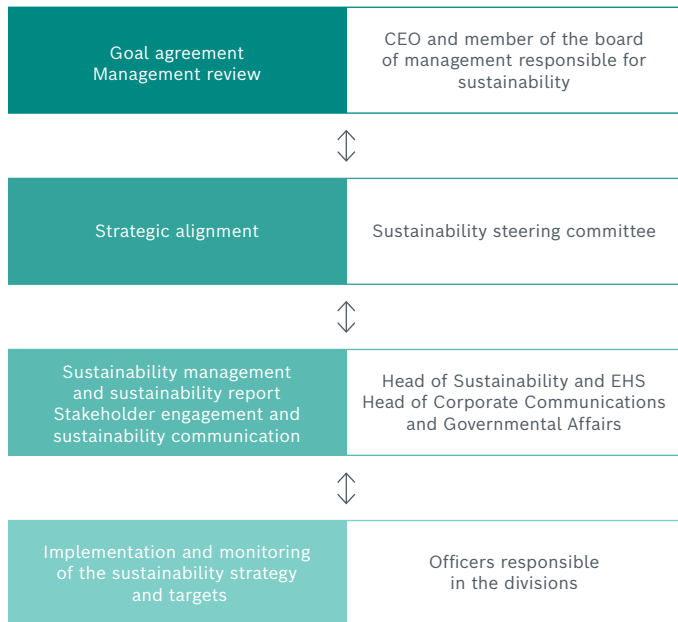 Goal agreement
Management review
CEO and member of the board
of management responsible for
sustainability
Strategic alignment
Sustainability steering committee
Sustainability management
and sustainability report
Stakeholder engagement and
sustainability communication
Head of Sustainability and EHS
Head of Corporate Communications
and Governmental Affairs
Implementation and monitoring
of the sustainability strategy
and targets
Officers responsible
in the divisions